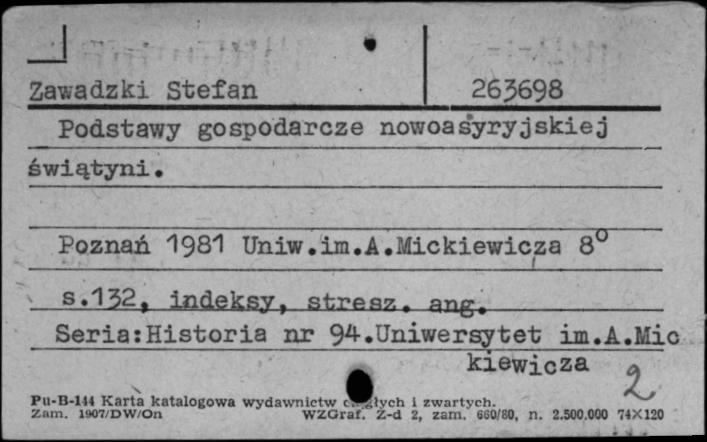 Zawadzki Stefan 263698
Podstawy gospodarcze nowoasyryjskiej
świątyni.
Poznań 1981 Uniw.im.A.Mickiewicza 8°
s.132, indeksy, stresz. ang.
Seria:Historia nr 94.Uniwersytet im.A.Mic
kiewicza
2
Pu-B-144 Karta katalogowa wydawnictw i zwartych.
Zam. 1907/DW/On WZGraf. Z-d 2, zam. 660/80, n. 2.500.000 74X120